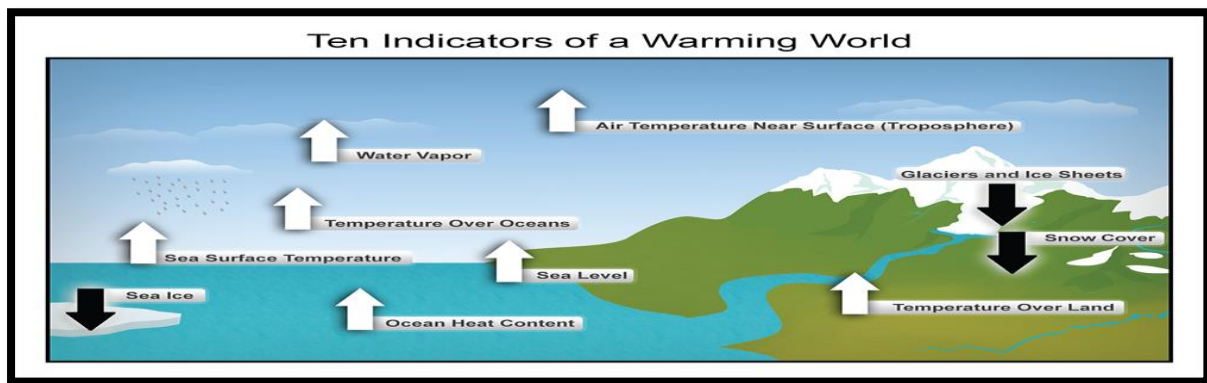 Ten Indicators of a Warming World
Air Temperature Near Surface (Troposphere)
Water Vapor
Glaciers and Ice Sheets
Temperature Over Oceans
Snow Cover
Sea Surface Temperature
Sea Level
Sea Ice
Temperature Over Land
Ocean Heat Content